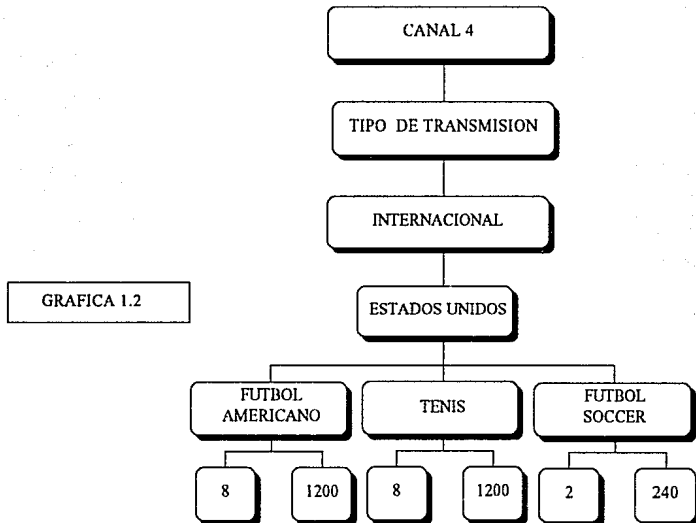 CANAL 4
TIPO DE TRANSMISION
INTERNACIONAL
GRAFICA 1.2
ESTADOS UNIDOS
FUTBOL
AMERICANO
TENIS
FUTBOL
SOCCER
8
1200
8
1200
2
240